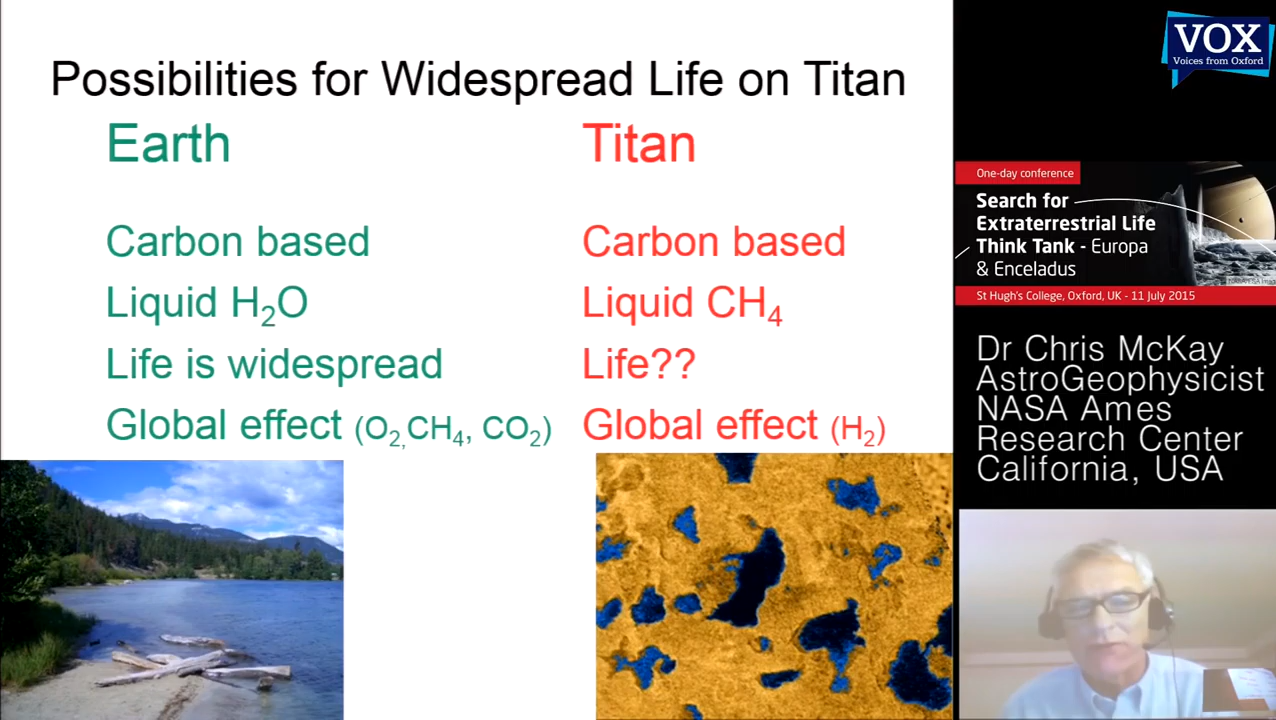 Possibilities for Widespread Life on Titan
Earth
Carbon based
Liquid H₂O
Life is widespread
Global effect (O₂,CH₄, CO₂)
Titan
Carbon based
Liquid CH₄
Life??
Global effect (H₂)
VOX
Voices from Oxford
One-day conference
Search for
Extraterrestrial Life
Think Tank - Europa
& Enceladus
St Hugh's College, Oxford, UK - 11 July 2015
Dr Chris McKay
AstroGeophysicist
NASA Ames
Research Center
California, USA